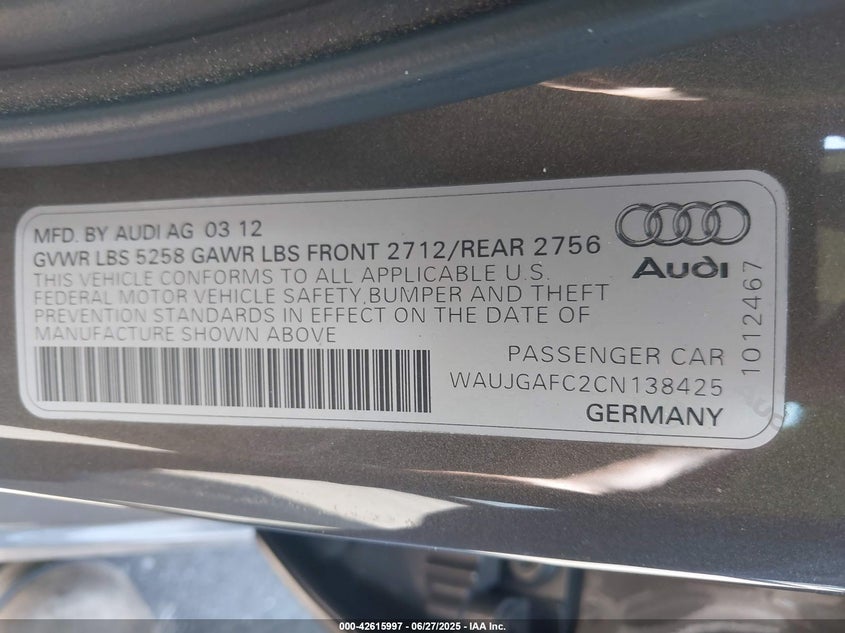 MFD. BY AUDI AG 03 12
GVWR LBS 5258 GAWR LBS FRONT 2712/REAR 2756
THIS VEHICLE CONFORMS TO ALL APPLICABLE U.S.
FEDERAL MOTOR VEHICLE SAFETY,BUMPER AND THEFT
PREVENTION STANDARDS IN EFFECT ON THE DATE OF
MANUFACTURE SHOWN ABOVE
Audi
1012467
PASSENGER CAR
WAUJGAFC2CN138425
GERMANY
000-42615997 - 06/27/2025 - IAA Inc.